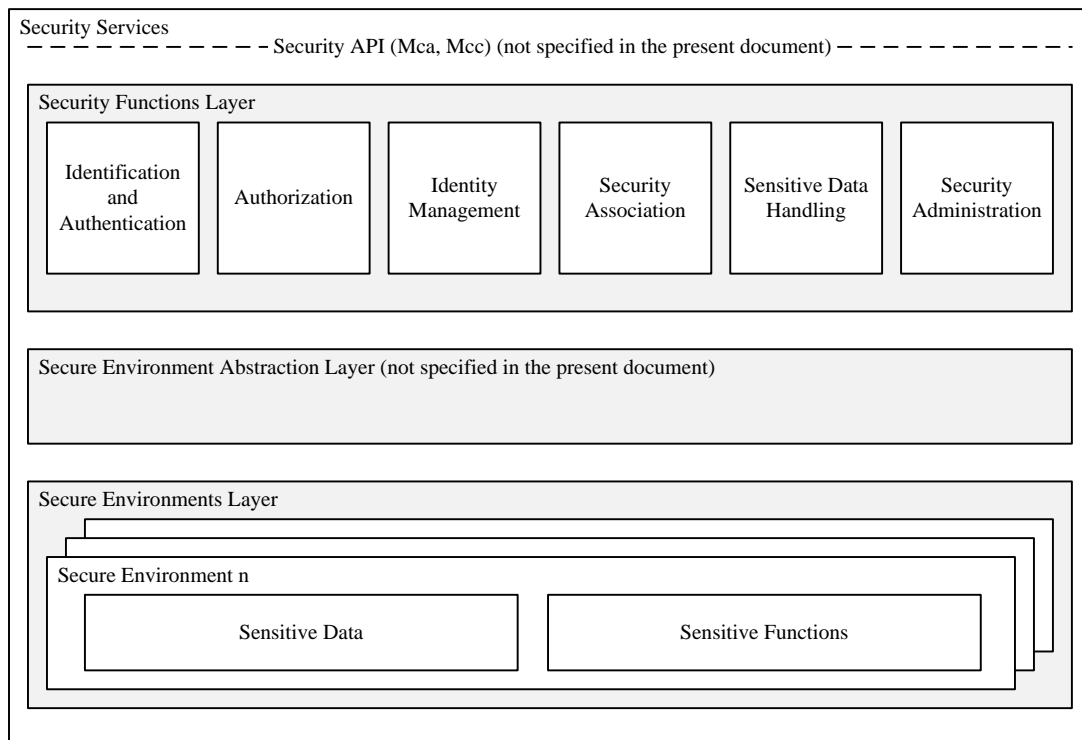 Security Services
Security API (Mca, Mcc) (not specified in the present document)
Security Functions Layer
Identification
and
Authentication
Authorization
Identity
Management
Security
Association
Sensitive Data
Handling
Security
Administration
Secure Environment Abstraction Layer (not specified in the present document)
Secure Environments Layer
Secure Environment n
Sensitive Data
Sensitive Functions